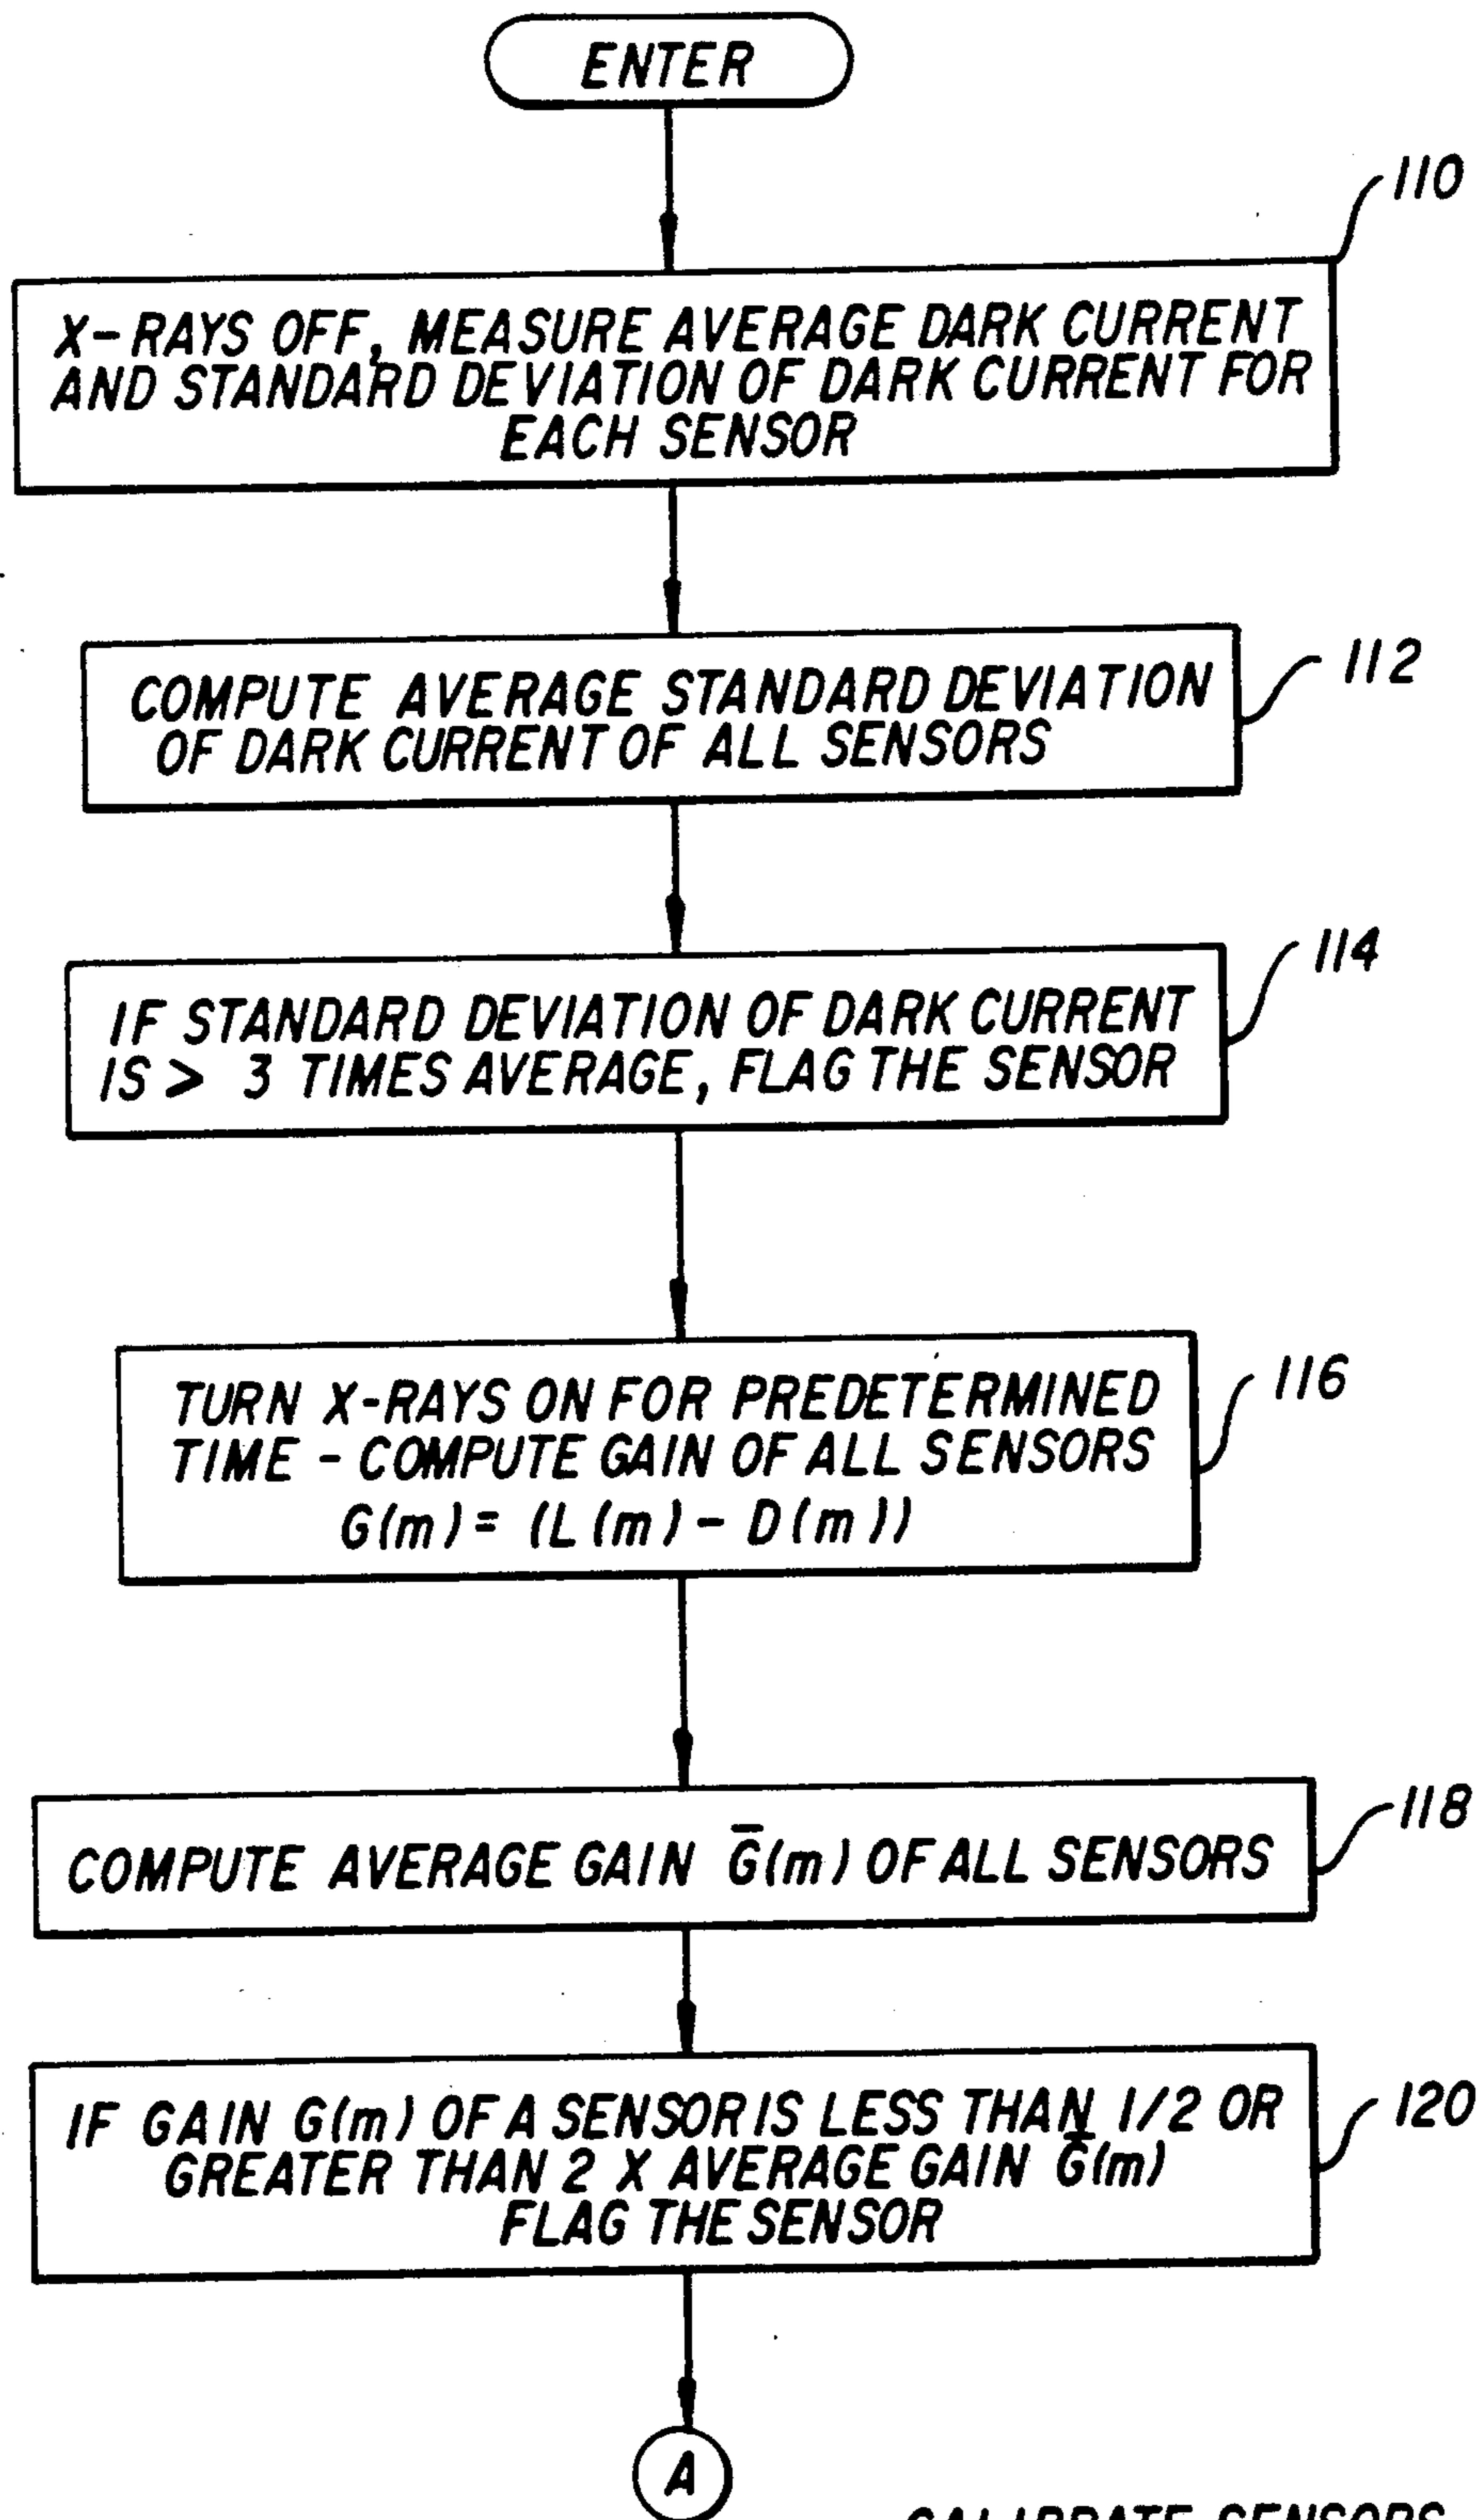 ENTER
110
X-RAYS OFF, MEASURE AVERAGE DARK CURRENT
AND STANDARD DEVIATION OF DARK CURRENT FOR
EACH SENSOR
112
COMPUTE AVERAGE STANDARD DEVIATION
OF DARK CURRENT OF ALL SENSORS
114
IF STANDARD DEVIATION OF DARK CURRENT
IS > 3 TIMES AVERAGE, FLAG THE SENSOR
116
TURN X-RAYS ON FOR PREDETERMINED
TIME - COMPUTE GAIN OF ALL SENSORS
G(m) = (L(m) - D(m))
118
COMPUTE AVERAGE GAIN Ḡ(m) OF ALL SENSORS
120
IF GAIN G(m) OF A SENSOR IS LESS THAN 1/2 OR
GREATER THAN 2 X AVERAGE GAIN Ḡ(m)
FLAG THE SENSOR
A
CALIBRATE SENSORS